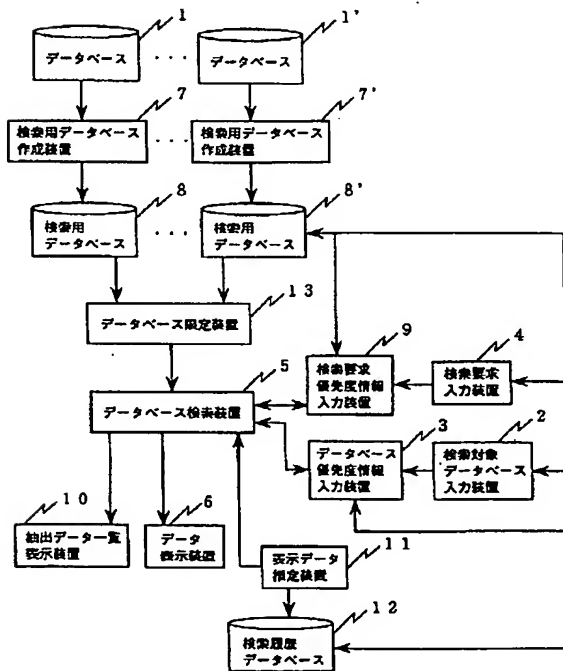 1
データベース
・・・
1'
データベース
7
検索用データベース
作成装置
・・・
7'
検索用データベース
作成装置
8
検索用
データベース
・・・
8'
検索用
データベース
13
データベース限定装置
5
データベース検索装置
9
検索要求
優先度情報
入力装置
4
検索要求
入力装置
3
データベース
優先度情報
入力装置
2
検索対象
データベース
入力装置
10
抽出データ一覧
表示装置
6
データ
表示装置
11
表示データ
指定装置
12
検索履歴
データベース